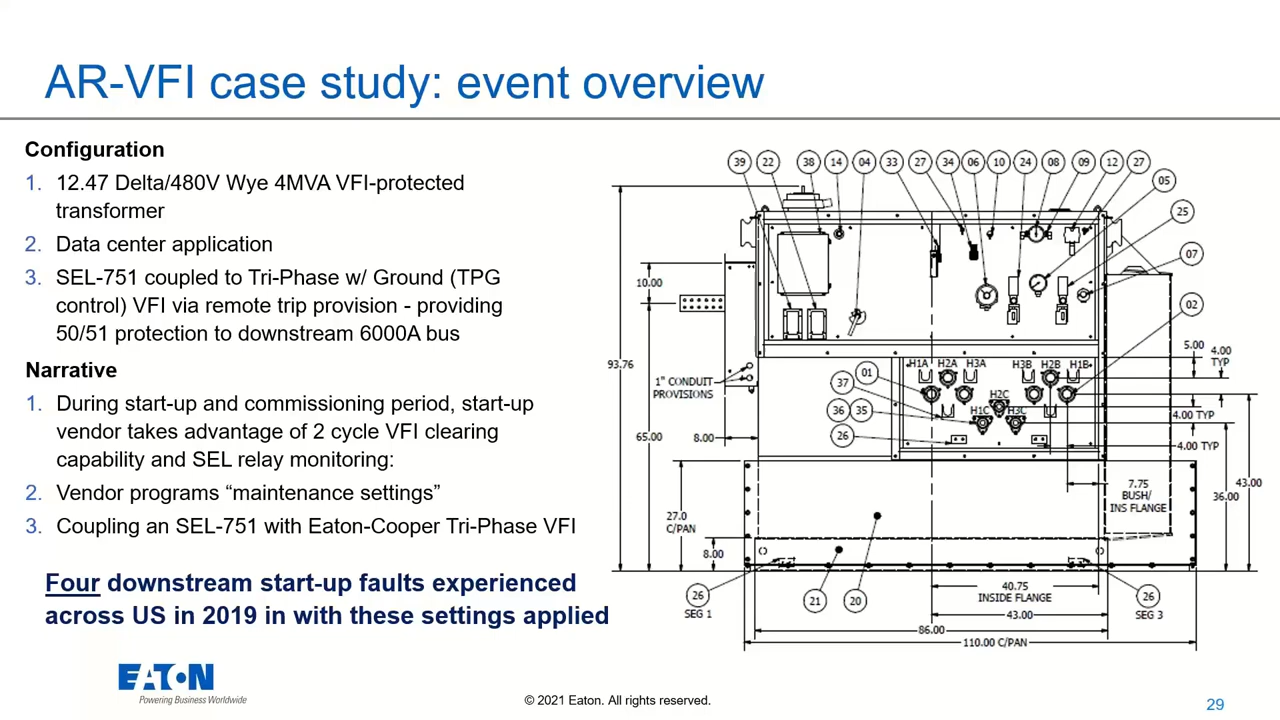 AR-VFI case study: event overview
Configuration
1. 12.47 Delta/480V Wye 4MVA VFI-protected
transformer
2. Data center application
3. SEL-751 coupled to Tri-Phase w/ Ground (TPG
control) VFI via remote trip provision - providing
50/51 protection to downstream 6000A bus
Narrative
1. During start-up and commissioning period, start-up
vendor takes advantage of 2 cycle VFI clearing
capability and SEL relay monitoring:
2. Vendor programs “maintenance settings”
3. Coupling an SEL-751 with Eaton-Cooper Tri-Phase VFI
Four downstream start-up faults experienced
across US in 2019 in with these settings applied
39 22 38 14 04 33 27 34 06 10 24 08 09 12 27
05
25
07
02
10.00
93.76
1" CONDUIT
PROVISIONS
65.00
8.00
01
37
36 35
26
H1A H2A H3A H3B H2B H1B
H2C
H1C H3C
5.00
4.00
TYP
4.00 TYP
4.00 TYP
7.75
BUSH/
INS FLANGE
36.00
43.00
27.0
C/PAN
8.00
26
SEG 1
21
20
26
SEG 3
40.75
INSIDE FLANGE
43.00
86.00
110.00 C/PAN
EATON
Powering Business Worldwide
© 2021 Eaton. All rights reserved.
29